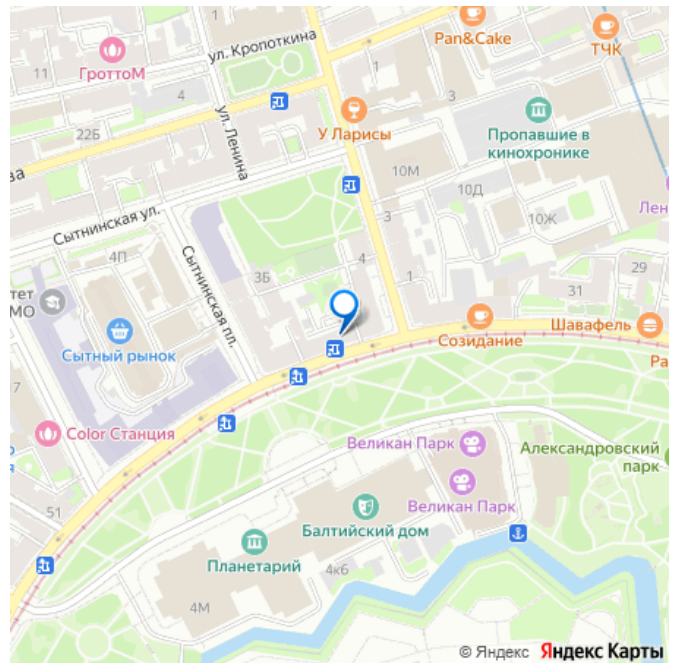 ул. Кропоткина
Pan&Cake
ТЧК
ГроттоМ
11
4
1
3
22Б
ул. Ленина
У Ларисы
Пропавшие в
кинохронике
ва
10М
10Д
10Ж
Лен
Сытнинская ул.
3
4П
Сытнинская пл.
3Б
4
1
29
31
тет
МО
Сытный рынок
Созидание
Шавафель
Ра
7
Color Станция
Великан Парк
Александровский
парк
о
я
Великан Парк
51
Балтийский дом
Планетарий
4к6
4М
© Яндекс Яндекс Карты